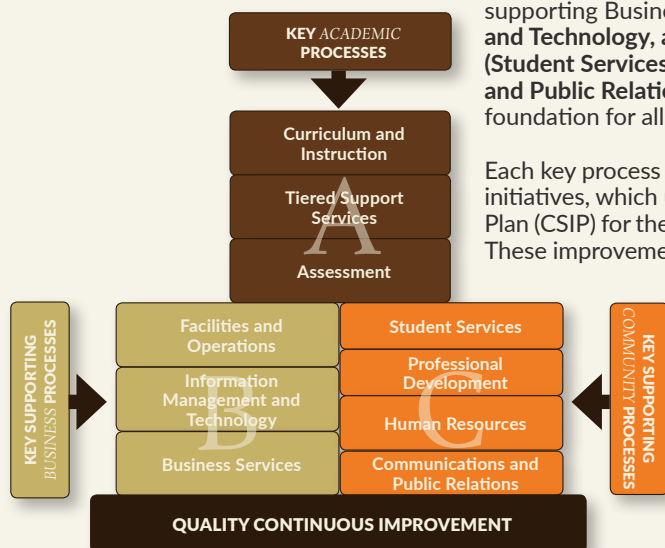 KEY ACADEMIC
PROCESSES
supporting
and Technology,
(Student Services
and Public
foundation for all
Each key process
initiatives, which
Plan (CSIP) for the
These
Curriculum and
Instruction
Tiered Support
Services
A
Assessment
KEY SUPPORTING
BUSINESS PROCESSES
Facilities and
Operations
Information
Management and
Technology
B
Business Services
Student Services
Professional
Development
C
Human Resources
Communications and
Public Relations
KEY SUPPORTING
COMMUNITY PROCESSES
QUALITY CONTINUOUS IMPROVEMENT